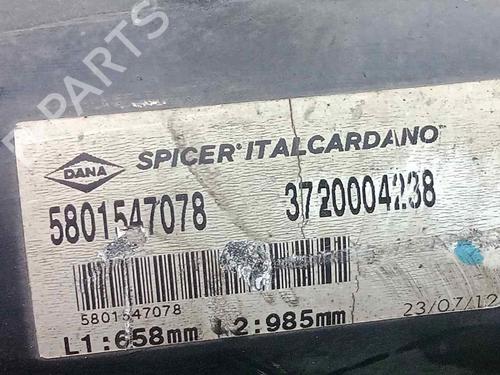 B-PARTS
DANA SPICER® ITALCARDANO
5801547078 3720004238
5801547078
23/07/12
L1:658mm L2:985mm